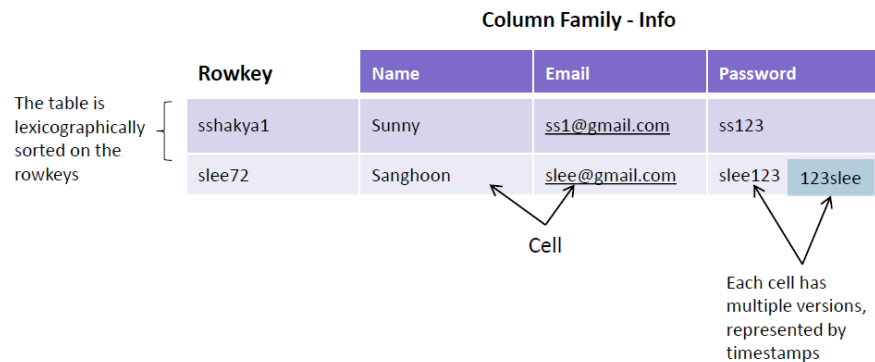 Column Family - Info
Rowkey Name Email Password
The table is
lexicographically
sorted on the
rowkeys
sshakya1 Sunny ss1@gmail.com ss123
slee72 Sanghoon slee@gmail.com slee123 123slee
Cell
Each cell has
multiple versions,
represented by
timestamps